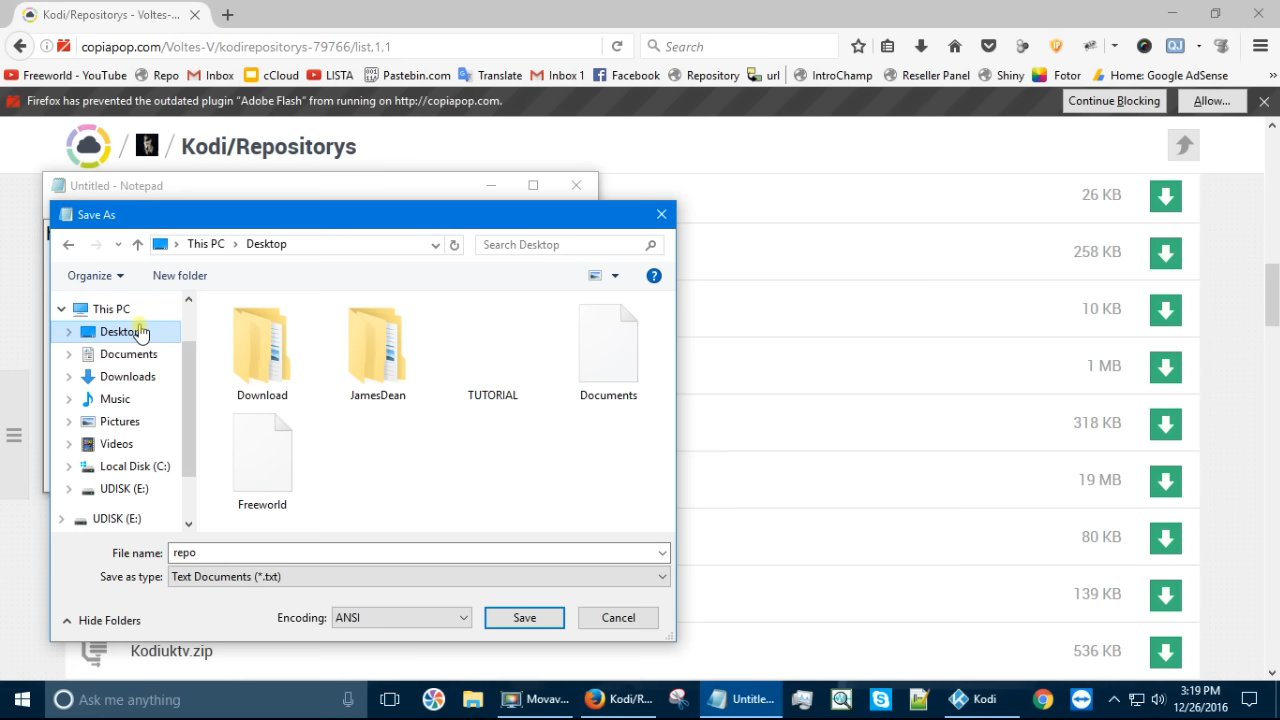 Kodi/Repositorys - Voltes-...
copiapop.com/Voltes-V/kodirepositorys-79766/list,1,1
Search
Freeworld - YouTube Repo Inbox cCloud LISTA Pastebin.com Translate Inbox 1 Facebook Repository url IntroChamp Reseller Panel Shiny Fotor Home: Google AdSense »
Firefox has prevented the outdated plugin "Adobe Flash" from running on http://copiapop.com.
Continue Blocking
Allow...
/ / Kodi/Repositorys
Untitled - Notepad
26 KB
Save As
This PC > Desktop
Search Desktop
258 KB
Organize
New folder
This PC
10 KB
Desktop
Documents
1 MB
Downloads
Download
JamesDean
TUTORIAL
Documents
Music
Pictures
318 KB
Videos
Local Disk (C:)
19 MB
UDISK (E:)
Freeworld
UDISK (E:)
80 KB
File name: repo
Save as type: Text Documents (*.txt)
139 KB
Hide Folders
Encoding: ANSI
Save
Cancel
Kodiuktv.zip
536 KB
Ask me anything
Movav...
Kodi/R...
Untitle...
Kodi
3:19 PM
12/26/2016